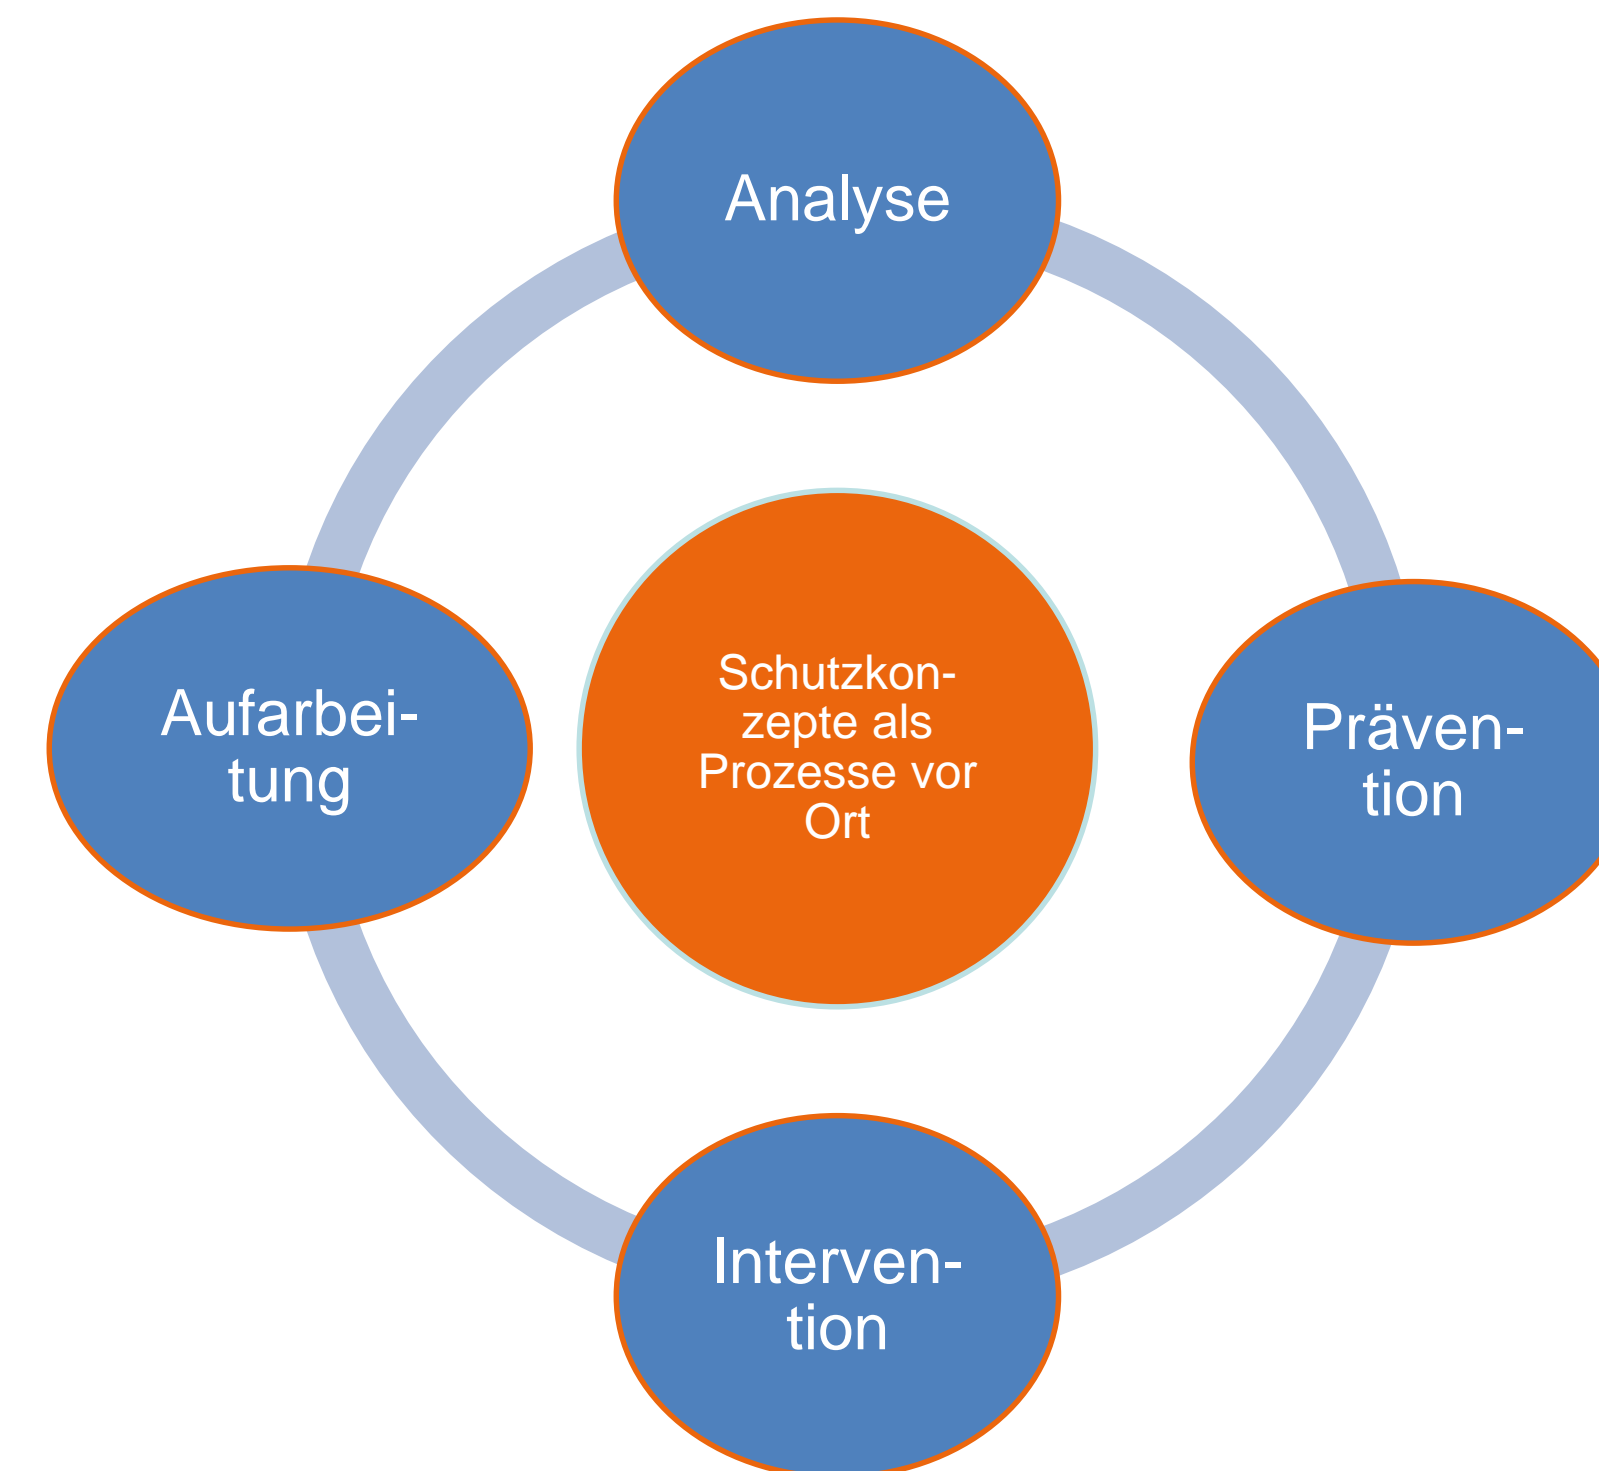 Analyse
Aufarbei-
tung
Schutzkon-
zepte als
Prozesse vor
Ort
Präven-
tion
Interven-
tion